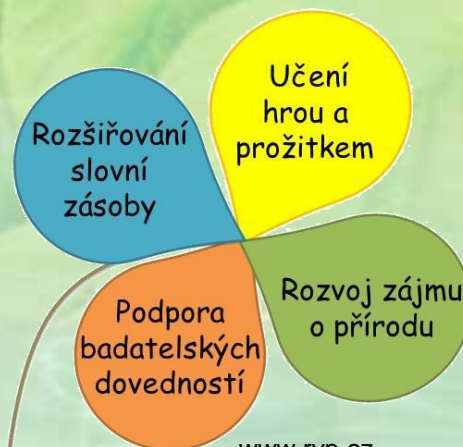 Učení
hrou a
prožitkem
Rozšiřování
slovní
zásoby
Rozvoj zájmu
o přírodu
Podpora
badatelských
dovedností